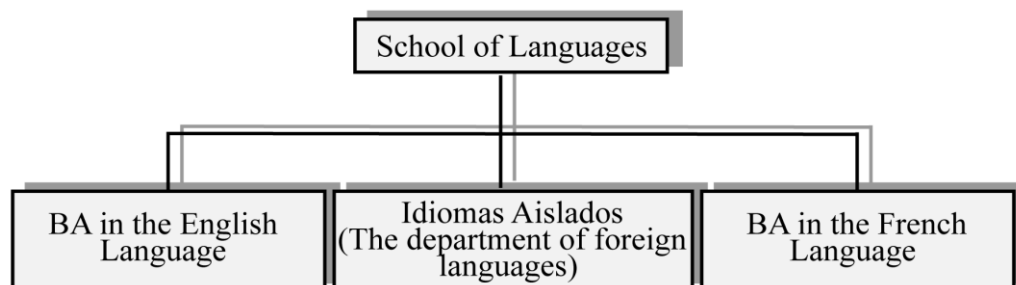 School of Languages
BA in the English
Language
Idiomas Aislados
(The department of foreign
languages)
BA in the French
Language